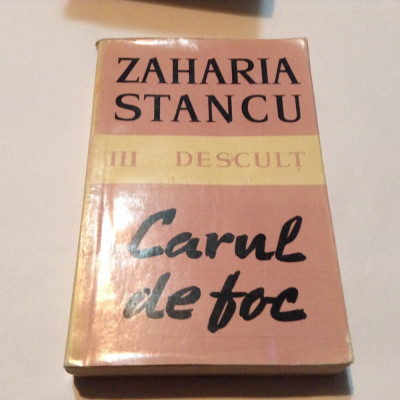 ZAHARIA
STANCU
III DESCULȚ
Carul
de foc